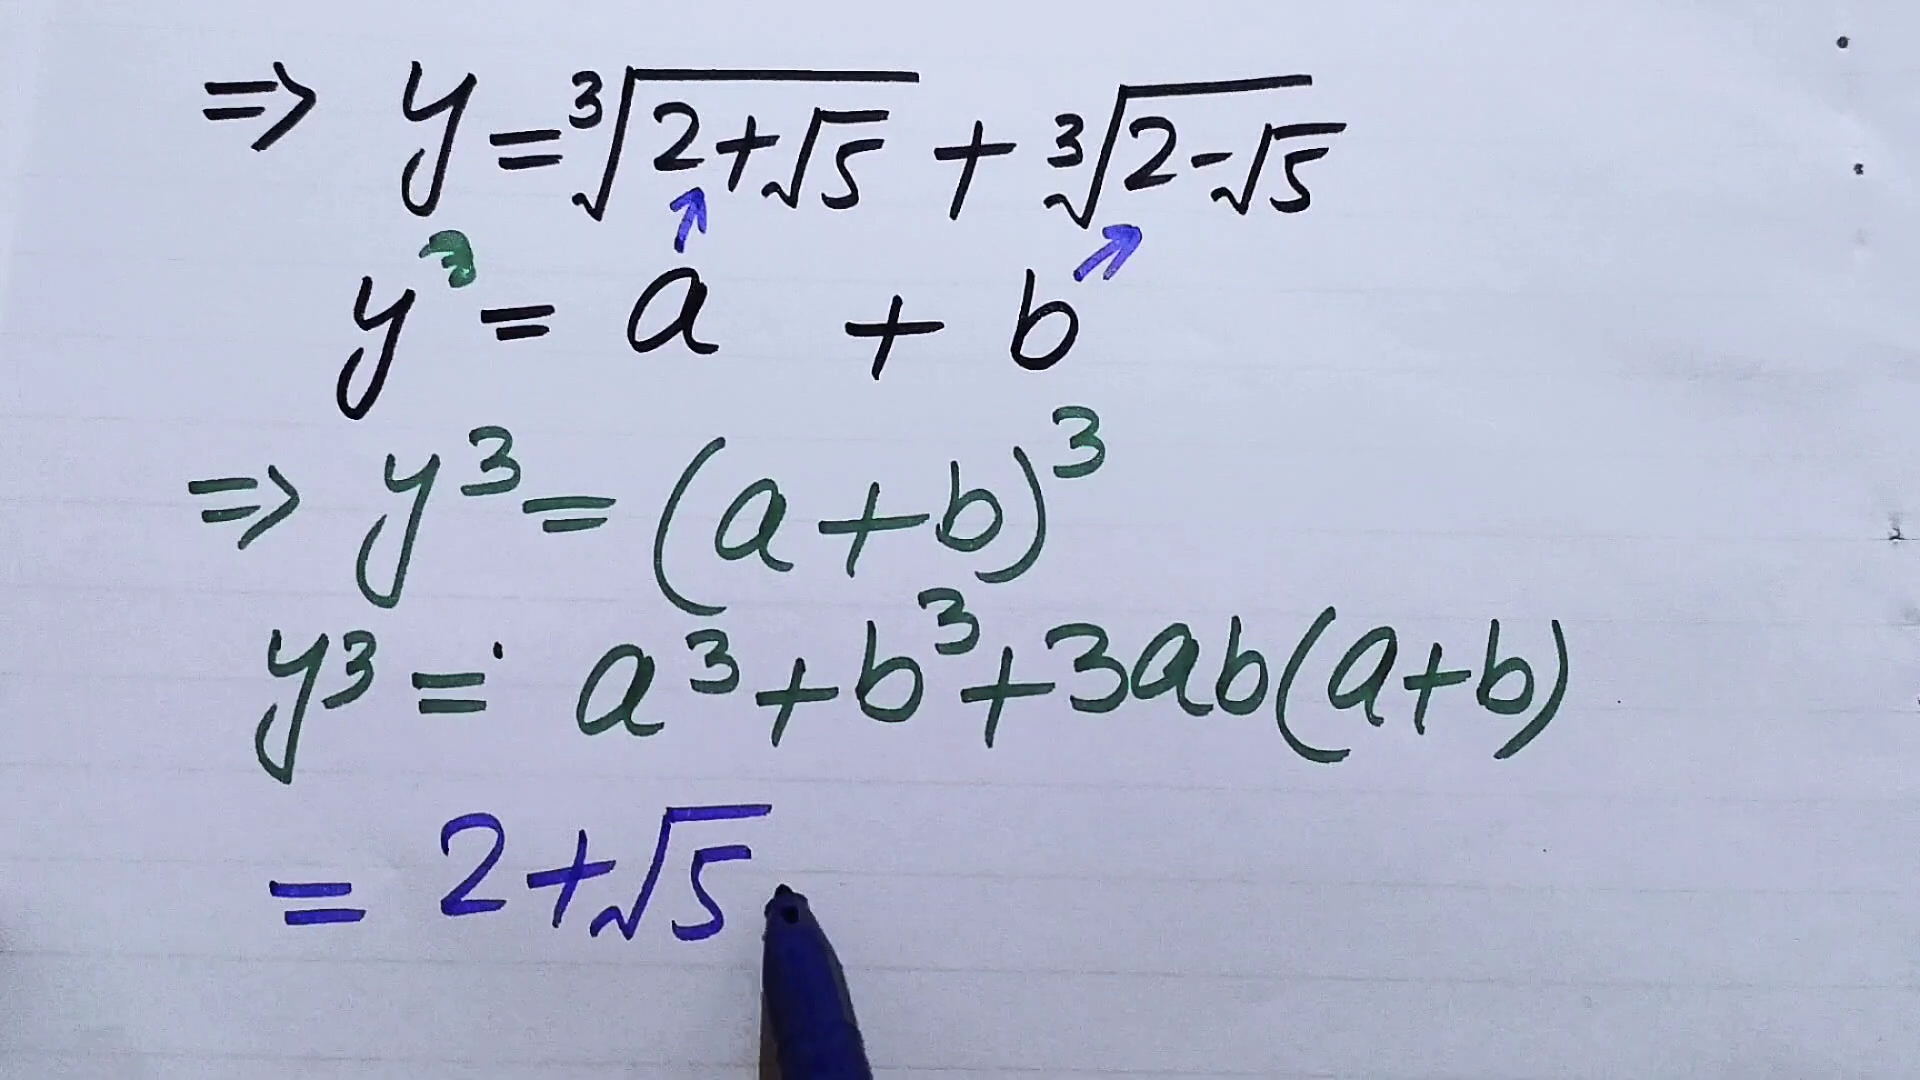 ⇒ y = ∛(2+√5) + ∛(2-√5)
y³ = a + b
⇒ y³ = (a+b)³
y³ = a³+b³+3ab(a+b)
= 2+√5